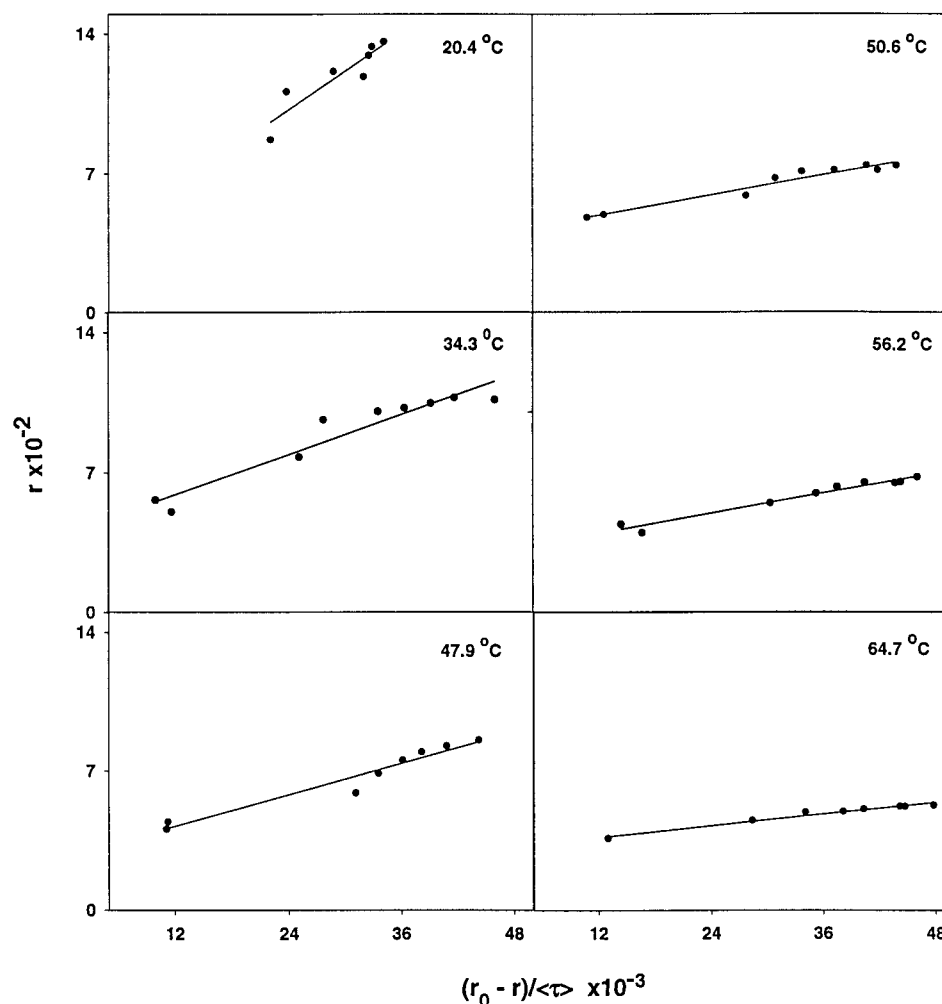 14
20.4 °C
50.6 °C
7
0
14
34.3 °C
56.2 °C
r x10⁻²
7
0
14
47.9 °C
64.7 °C
7
0
12 24 36 48 12 24 36 48
(r₀ - r)/<τ> x10⁻³